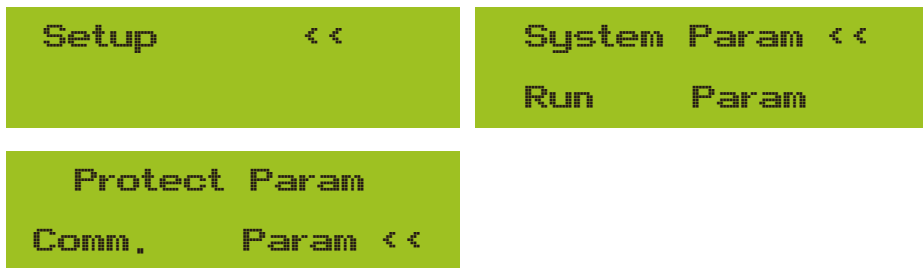 Setup <<
System Param <<
Run Param
Protect Param
Comm. Param <<